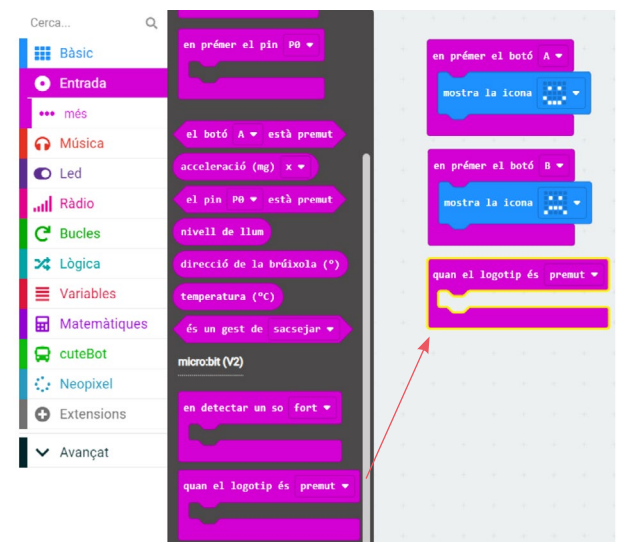 Cerca...
Bàsic
Entrada
més
Música
Led
Ràdio
Bucles
Lògica
Variables
Matemàtiques
cuteBot
Neopixel
Extensions
Avançat
en prémer el pin P0
el botó A està premut
acceleració (mg) x
el pin P0 està premut
nivell de llum
direcció de la brúixola (º)
temperatura (ºC)
és un gest de sacsejar
micro:bit (V2)
en detectar un so fort
quan el logotip és premut
en prémer el botó A
mostra la icona
en prémer el botó B
mostra la icona
quan el logotip és premut